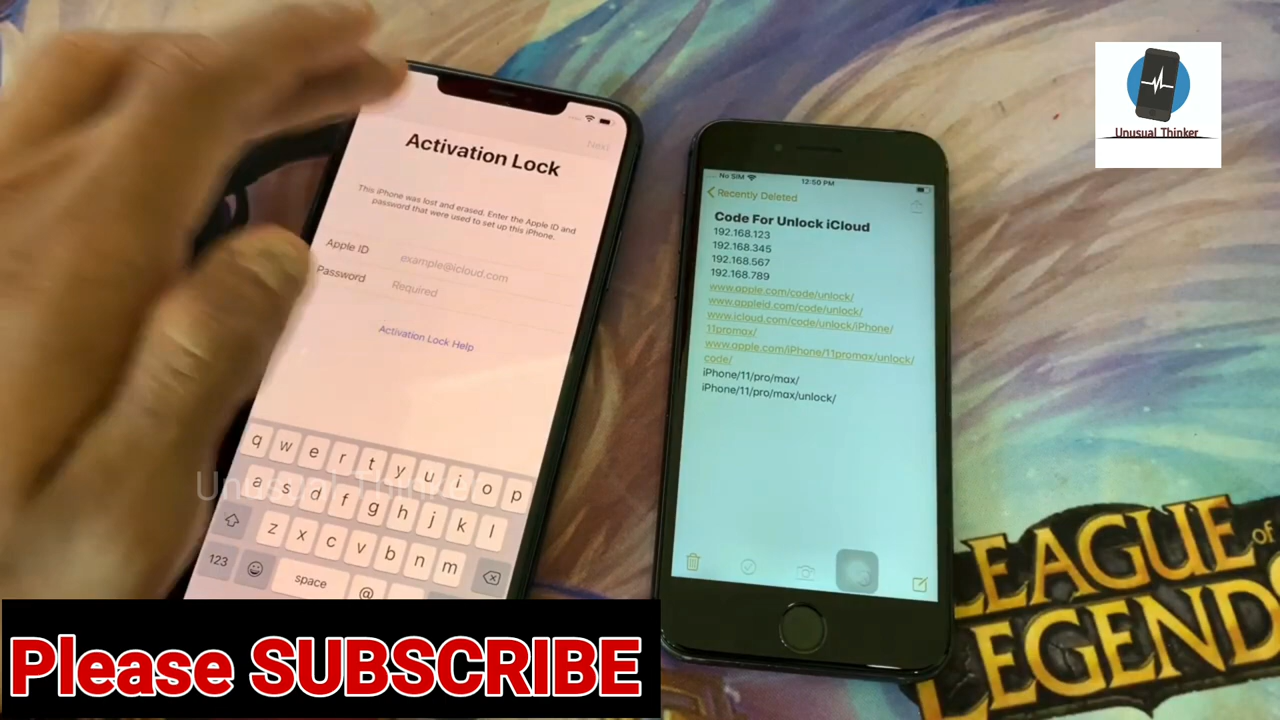 Activation Lock
This iPhone was lost and erased. Enter the Apple ID and
password that were used to set up this iPhone.
Apple ID
example@icloud.com
Password
Required
Activation Lock Help
q w e r t y u i o p
a s d f g h j k l
z x c v b n m
123
space
@
Unusual Thinker
No SIM
12:50 PM
Recently Deleted
Code For Unlock iCloud
192.168.123
192.168.345
192.168.567
192.168.789
www.apple.com/code/unlock/
www.appleid.com/code/unlock/
www.icloud.com/code/unlock/iPhone/
11promax/
www.apple.com/iPhone/11promax/unlock/
code/
iPhone/11/pro/max/
iPhone/11/pro/max/unlock/
Unusual Thinker
LEAGUE of
LEGENDS
Please SUBSCRIBE